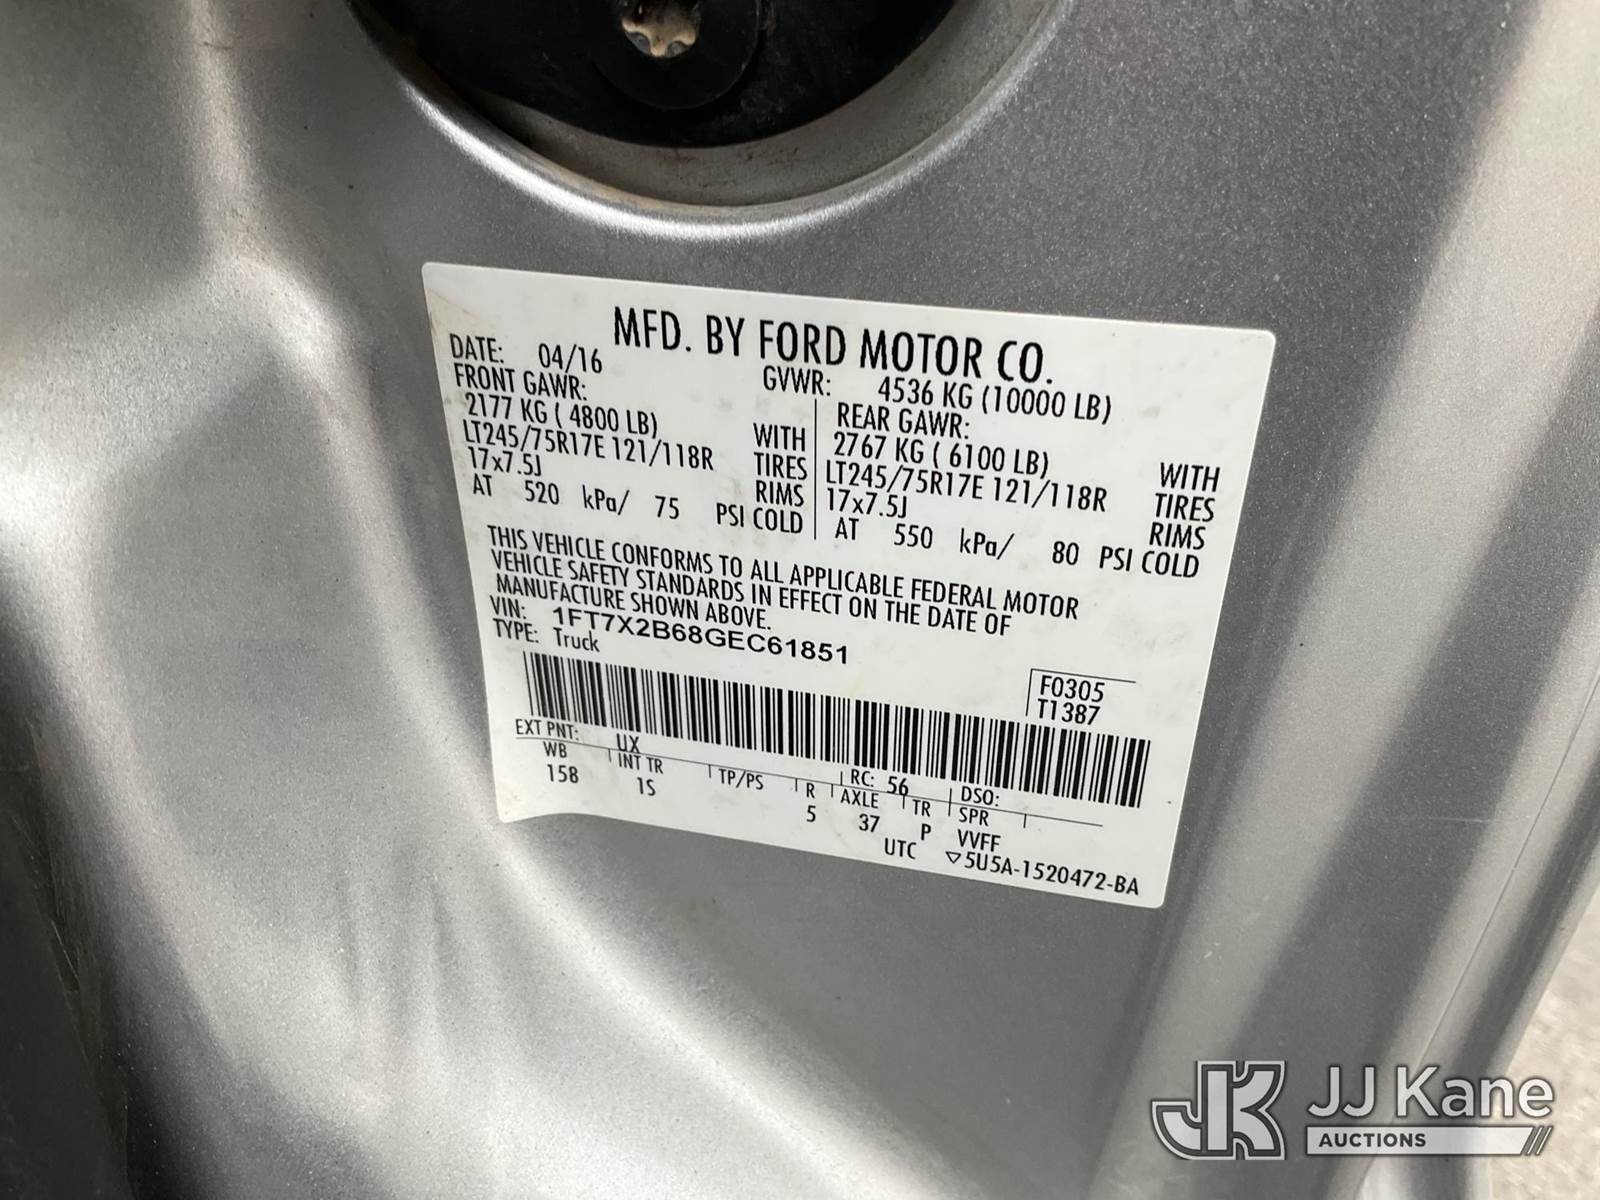 MFD. BY FORD MOTOR CO.
DATE: 04/16 GVWR: 4536 KG (10000 LB)
FRONT GAWR: REAR GAWR:
2177 KG ( 4800 LB) WITH 2767 KG ( 6100 LB) WITH
LT245/75R17E 121/118R TIRES LT245/75R17E 121/118R TIRES
17x7.5J RIMS 17x7.5J RIMS
AT 520 kPa/ 75 PSI COLD AT 550 kPa/ 80 PSI COLD
THIS VEHICLE CONFORMS TO ALL APPLICABLE FEDERAL MOTOR
VEHICLE SAFETY STANDARDS IN EFFECT ON THE DATE OF
MANUFACTURE SHOWN ABOVE.
VIN: 1FT7X2B68GEC61851
TYPE: Truck
F0305
T1387
EXT PNT: UX RC: 56 DSO:
WB INT TR TP/PS R AXLE TR SPR
158 1S 5 37 P VVFF
UTC ▽5U5A-1520472-BA
JK JJ Kane
AUCTIONS